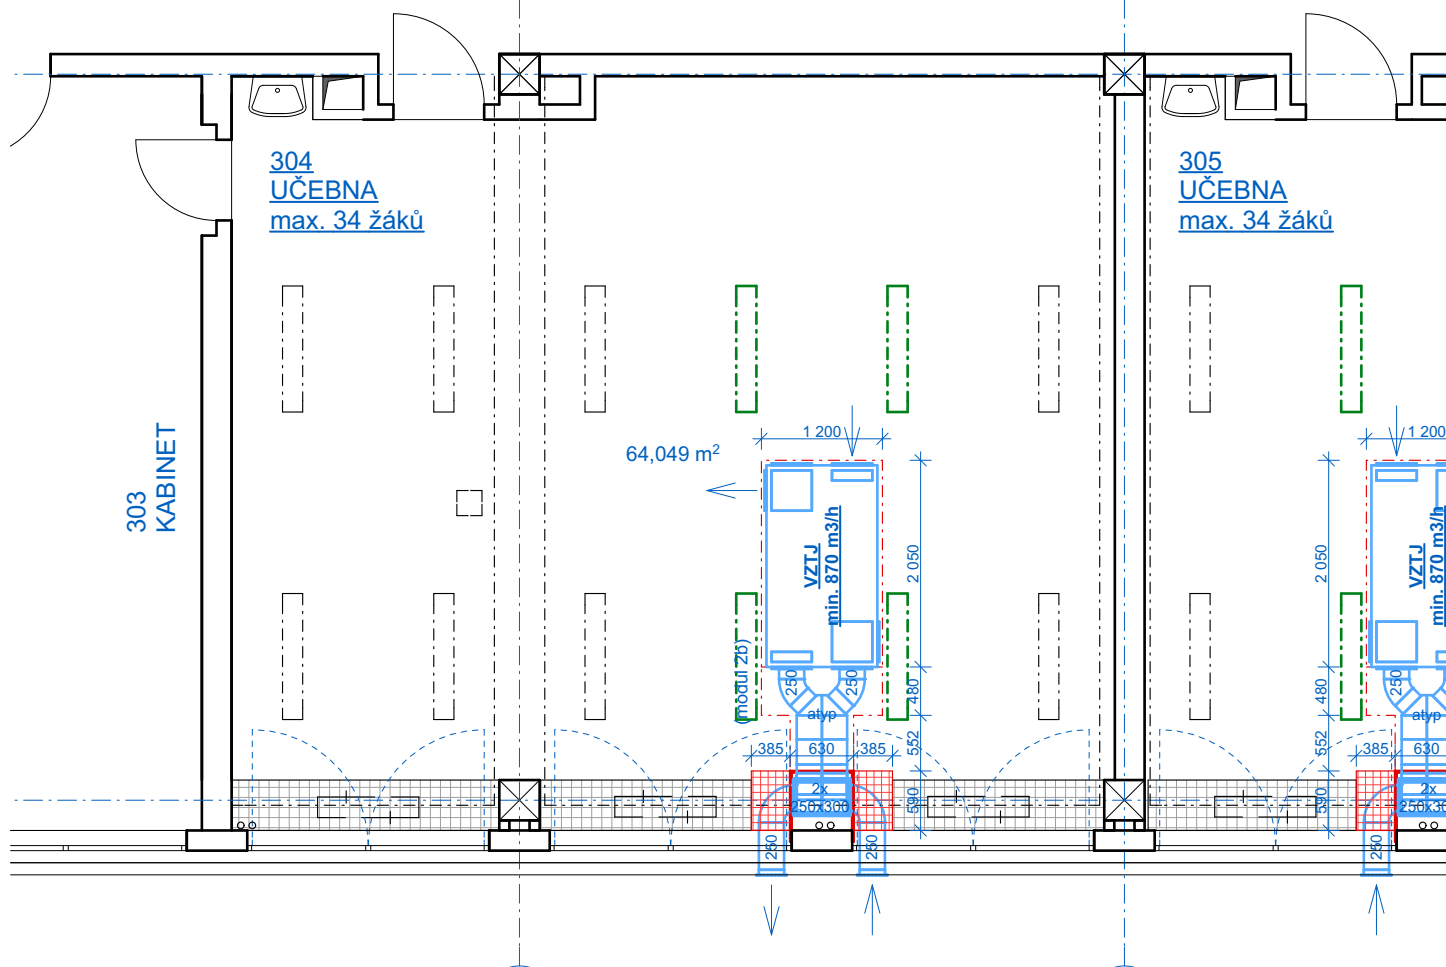 304
UČEBNA
max. 34 žáků
305
UČEBNA
max. 34 žáků
303
KABINET
64,049 m²
1 200
1 200
VZTJ
min. 870 m3/h
2 050
VZTJ
min. 870 m3/h
2 050
(modul 2b)
250
250
480
atyp
250
480
atyp
385
630
385
552
385
630
552
2x
250x300
590
2x
590
250
250
250